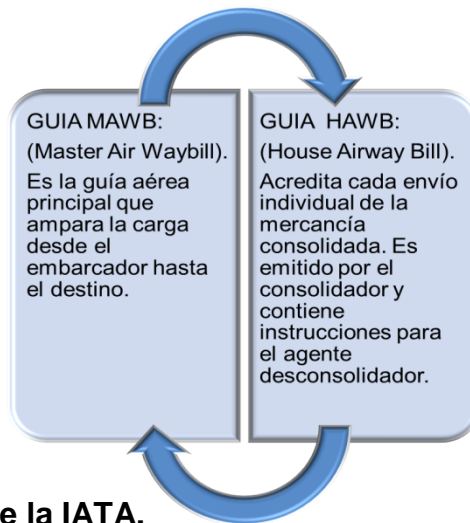 GUIA MAWB:
(Master Air Waybill).
Es la guía aérea
principal que
ampara la carga
desde el
embarcador hasta
el destino.
GUIA HAWB:
(House Airway Bill).
Acredita cada envío
individual de la
mercancía
consolidada. Es
emitido por el
consolidador y
contiene
instrucciones para
el agente
desconsolidador.
e la IATA.